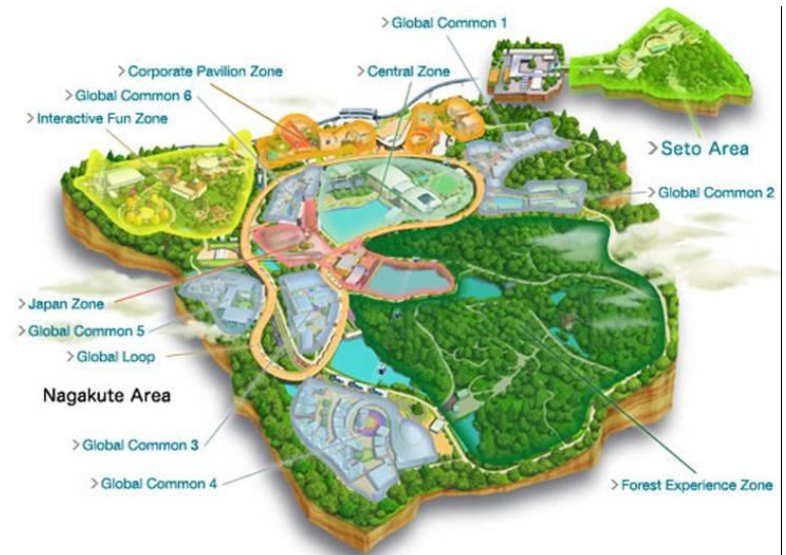 >Global Common 1
>Corporate Pavilion Zone
>Central Zone
>Global Common 6
>Interactive Fun Zone
>Seto Area
>Global Common 2
>Japan Zone
>Global Common 5
>Global Loop
Nagakute Area
>Global Common 3
>Global Common 4
>Forest Experience Zone